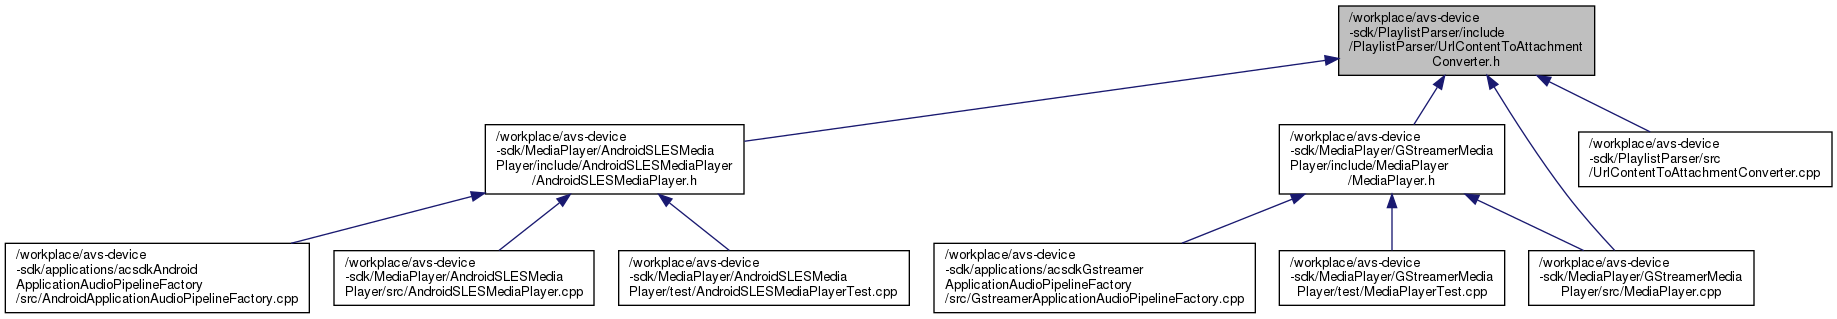 /workplace/avs-device
-sdk/PlaylistParser/include
/PlaylistParser/UrlContentToAttachment
Converter.h
/workplace/avs-device
-sdk/MediaPlayer/AndroidSLESMedia
Player/include/AndroidSLESMediaPlayer
/AndroidSLESMediaPlayer.h
/workplace/avs-device
-sdk/MediaPlayer/GStreamerMedia
Player/include/MediaPlayer
/MediaPlayer.h
/workplace/avs-device
-sdk/PlaylistParser/src
/UrlContentToAttachmentConverter.cpp
/workplace/avs-device
-sdk/applications/acsdkAndroid
ApplicationAudioPipelineFactory
/src/AndroidApplicationAudioPipelineFactory.cpp
/workplace/avs-device
-sdk/MediaPlayer/AndroidSLESMedia
Player/src/AndroidSLESMediaPlayer.cpp
/workplace/avs-device
-sdk/MediaPlayer/AndroidSLESMedia
Player/test/AndroidSLESMediaPlayerTest.cpp
/workplace/avs-device
-sdk/applications/acsdkGstreamer
ApplicationAudioPipelineFactory
/src/GstreamerApplicationAudioPipelineFactory.cpp
/workplace/avs-device
-sdk/MediaPlayer/GStreamerMedia
Player/test/MediaPlayerTest.cpp
/workplace/avs-device
-sdk/MediaPlayer/GStreamerMedia
Player/src/MediaPlayer.cpp